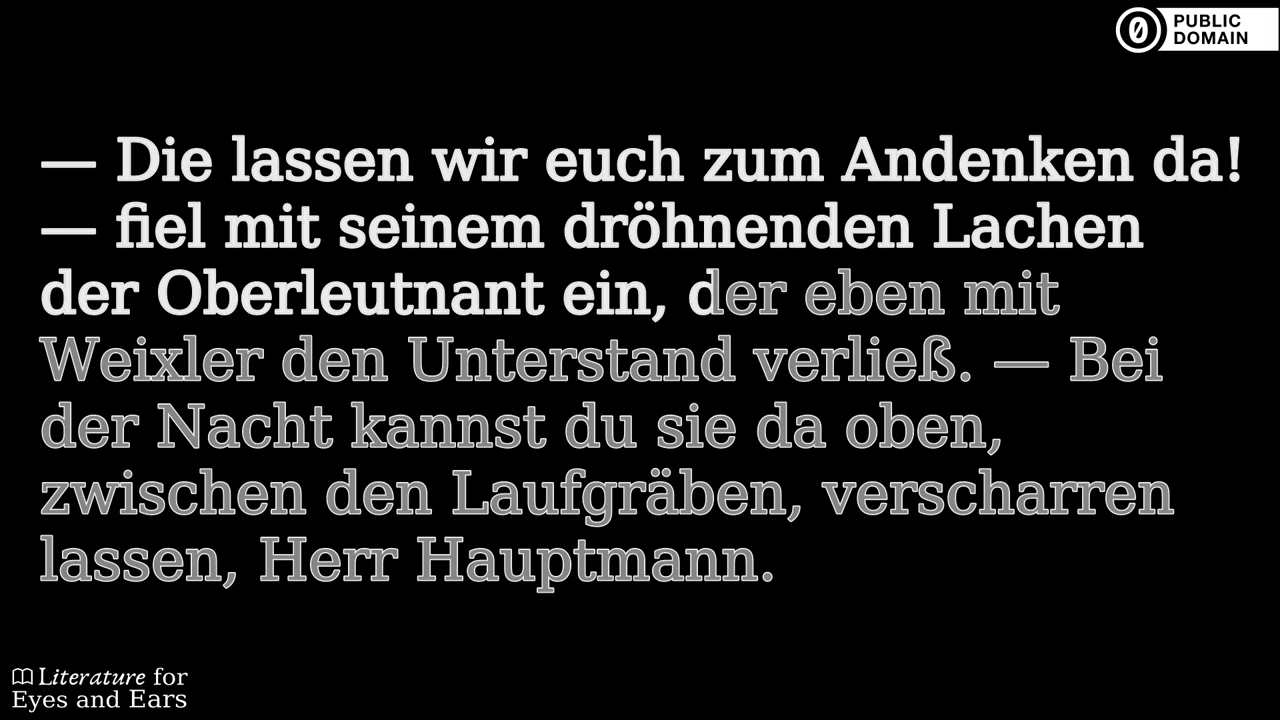 PUBLIC
DOMAIN
— Die lassen wir euch zum Andenken da!
— fiel mit seinem dröhnenden Lachen
der Oberleutnant ein, der eben mit
Weixler den Unterstand verließ. — Bei
der Nacht kannst du sie da oben,
zwischen den Laufgräben, verscharren
lassen, Herr Hauptmann.
Literature for
Eyes and Ears